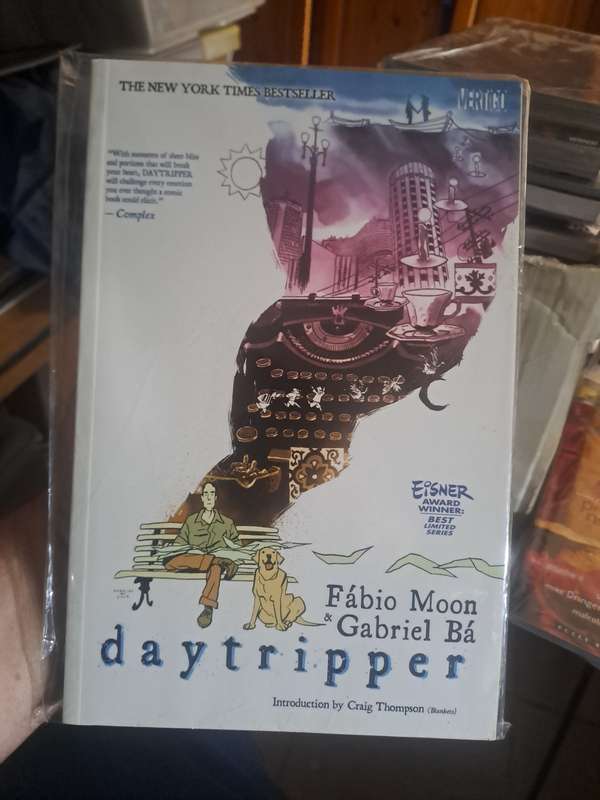 THE NEW YORK TIMES BESTSELLER
VERTIGO
"With moments of sheer bliss
and portions that will break
your heart, DAYTRIPPER
will challenge every emotion
you ever thought a comic
book could elicit."
— Complex
EISNER
AWARD
WINNER:
BEST
LIMITED
SERIES
Fábio Moon
& Gabriel Bá
daytripper
Introduction by Craig Thompson (Blankets)